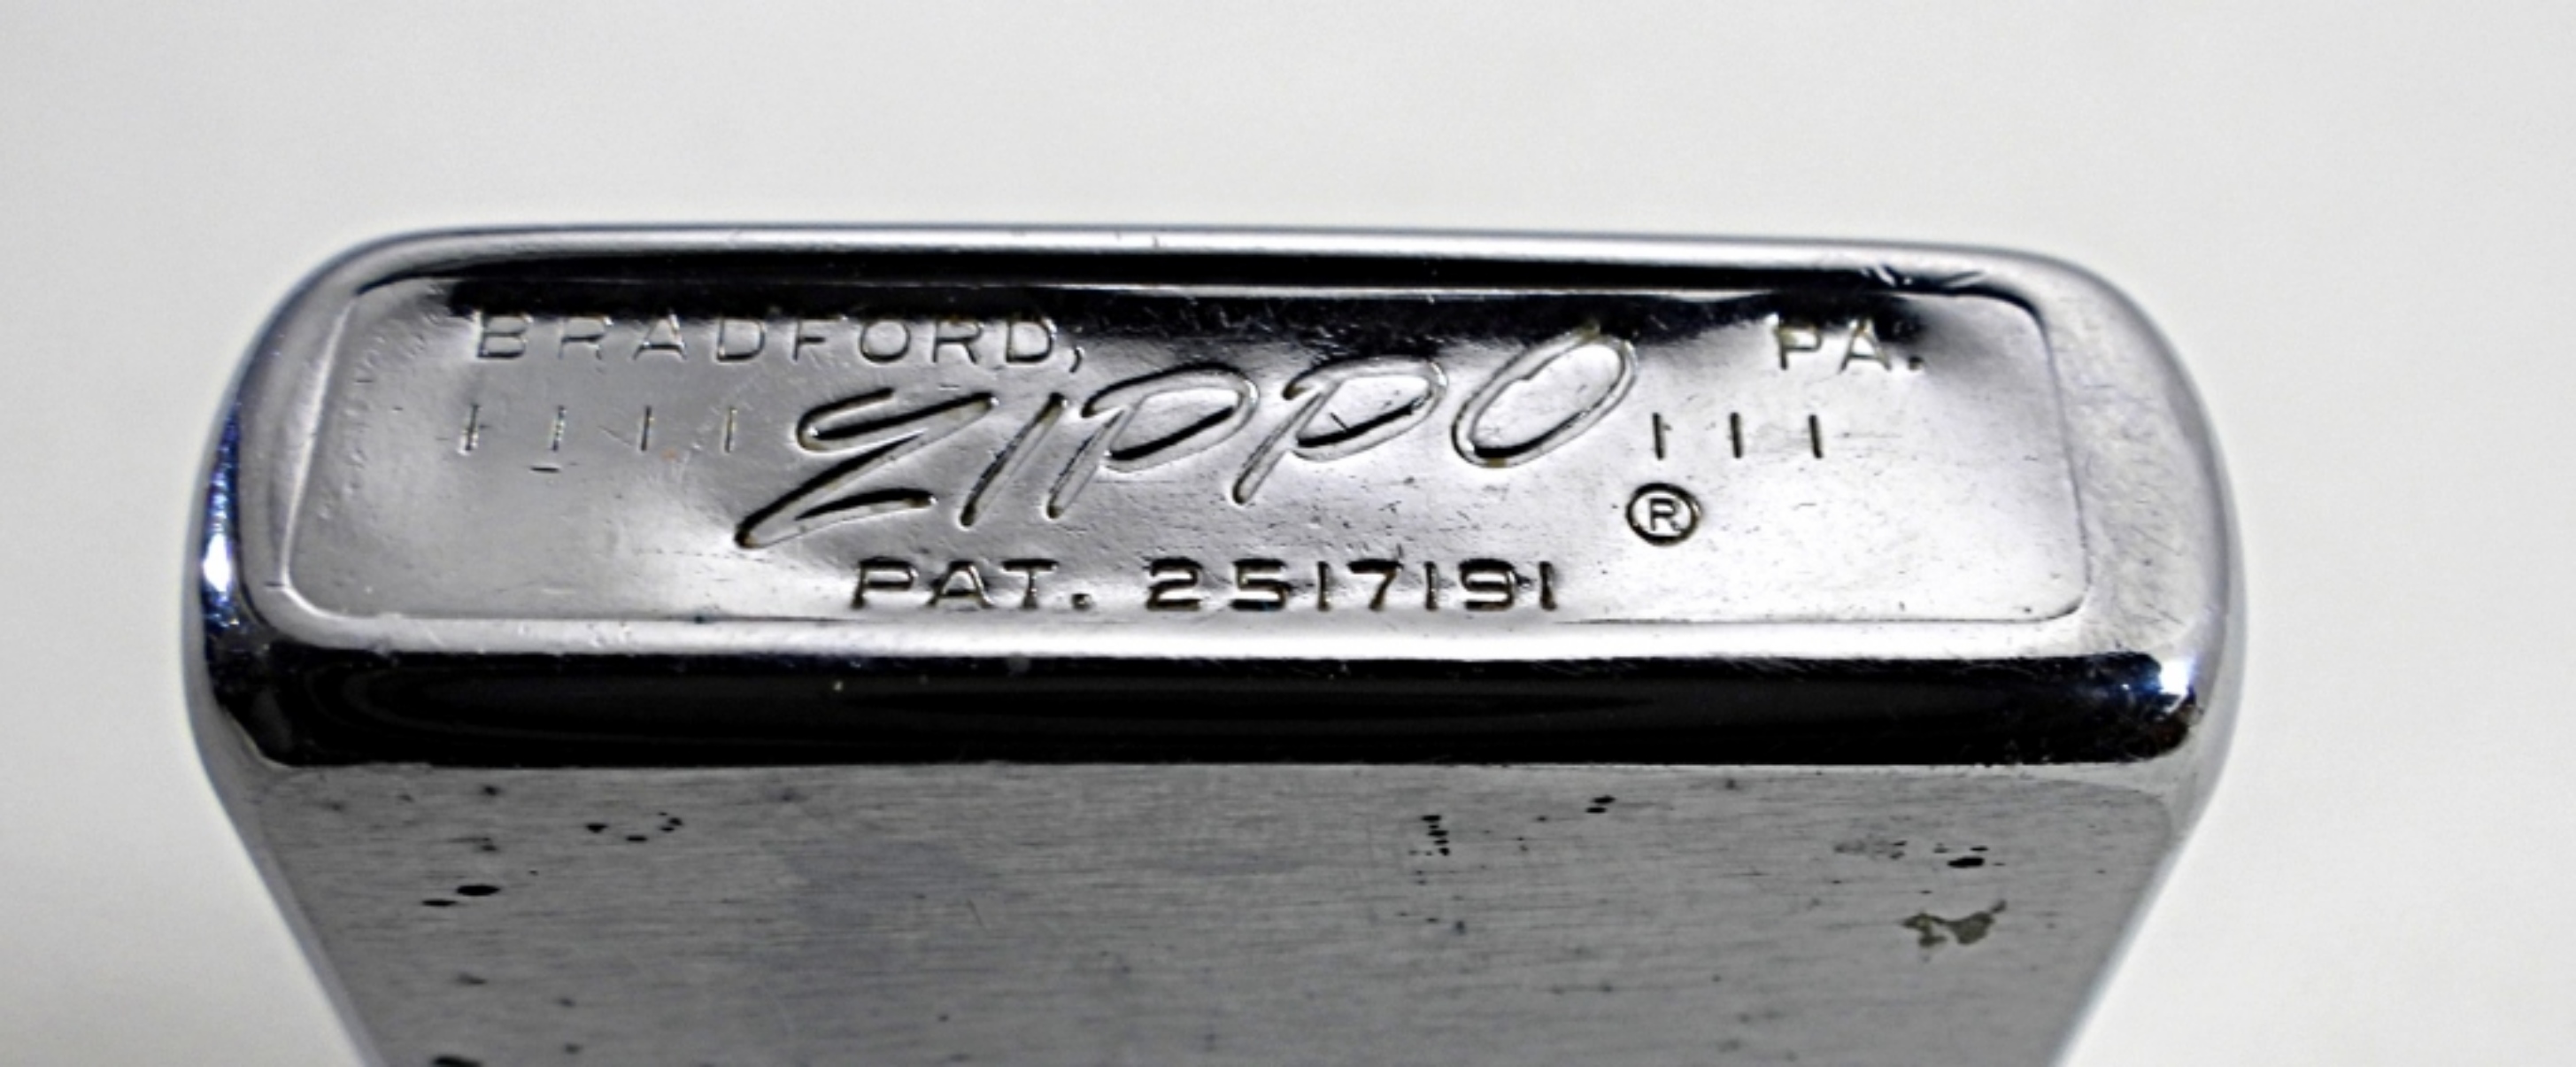 BRADFORD, PA.
|||| ZIPPO |||
®
PAT. 2517191